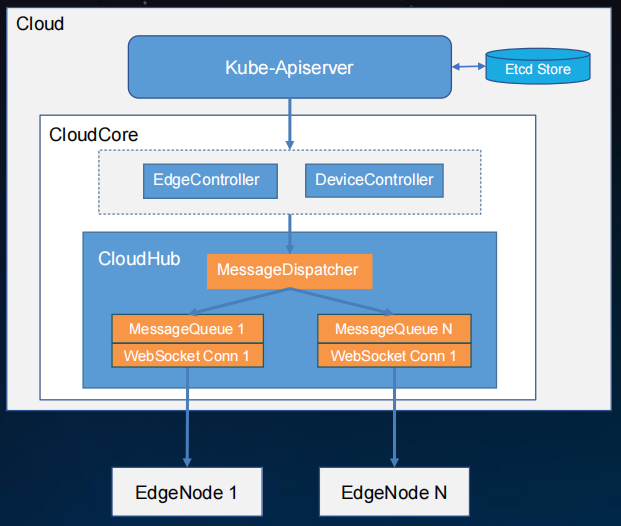 Cloud
Kube-Apiserver
Etcd Store
CloudCore
EdgeController
DeviceController
CloudHub
MessageDispatcher
MessageQueue 1
WebSocket Conn 1
MessageQueue N
WebSocket Conn 1
EdgeNode 1
EdgeNode N